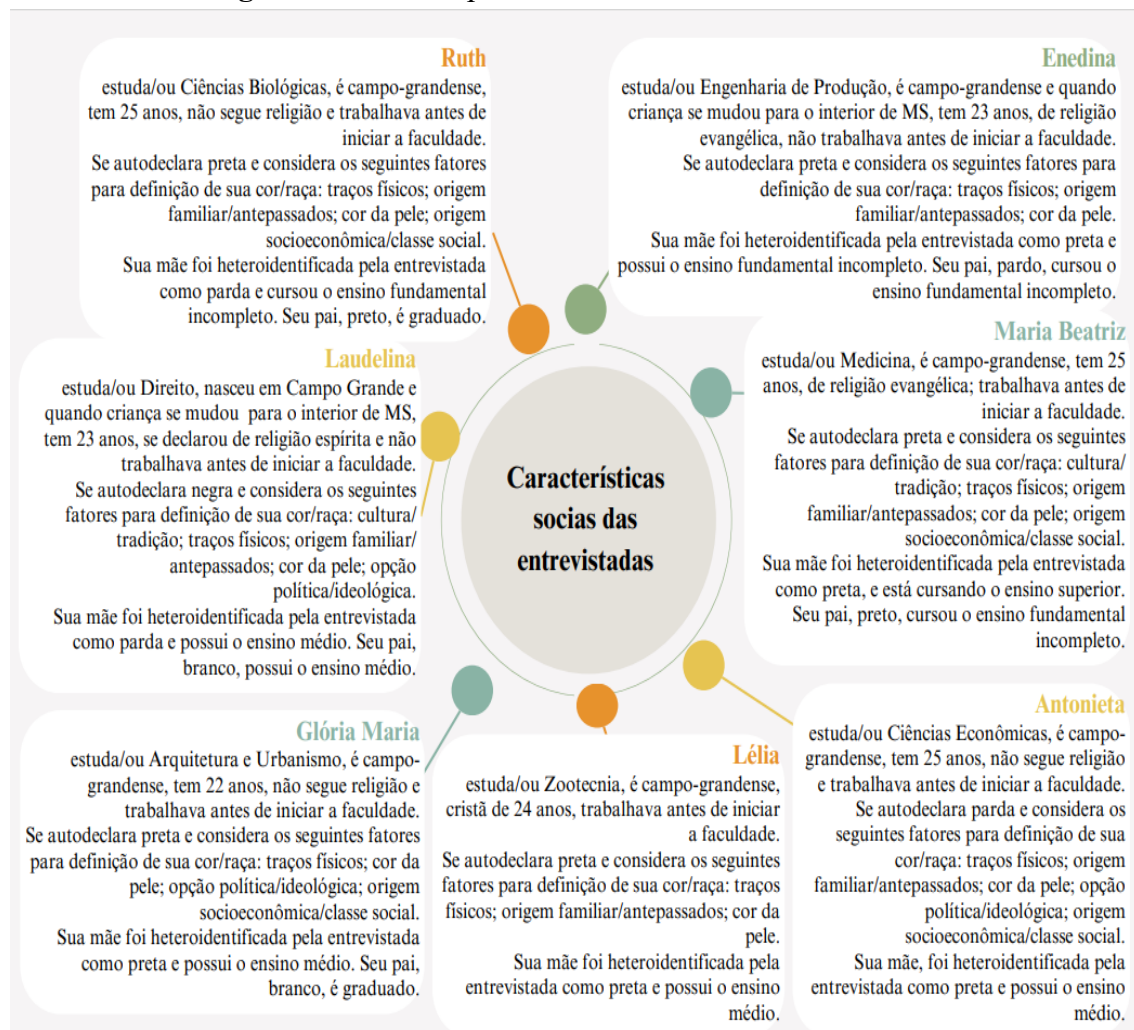 Ruth
estuda/ou Ciências Biológicas, é campo-grandense,
tem 25 anos, não segue religião e trabalhava antes de
iniciar a faculdade.
Se autodeclara preta e considera os seguintes fatores
para definição de sua cor/raça: traços físicos; origem
familiar/antepassados; cor da pele; origem
socioeconômica/classe social.
Sua mãe foi heteroidentificada pela entrevistada
como parda e cursou o ensino fundamental
incompleto. Seu pai, preto, é graduado.
Enedina
estuda/ou Engenharia de Produção, é campo-grandense e quando
criança se mudou para o interior de MS, tem 23 anos, de religião
evangélica, não trabalhava antes de iniciar a faculdade.
Se autodeclara preta e considera os seguintes fatores para
definição de sua cor/raça: traços físicos; origem
familiar/antepassados; cor da pele.
Sua mãe foi heteroidentificada pela entrevistada como preta e
possui o ensino fundamental incompleto. Seu pai, pardo, cursou o
ensino fundamental incompleto.
Laudelina
estuda/ou Direito, nasceu em Campo Grande e
quando criança se mudou para o interior de MS,
tem 23 anos, se declarou de religião espírita e não
trabalhava antes de iniciar a faculdade.
Se autodeclara negra e considera os seguintes
fatores para definição de sua cor/raça: cultura/
tradição; traços físicos; origem familiar/
antepassados; cor da pele; opção
política/ideológica.
Sua mãe foi heteroidentificada pela entrevistada
como parda e possui o ensino médio. Seu pai,
branco, possui o ensino médio.
Características
socias das
entrevistadas
Maria Beatriz
estuda/ou Medicina, é campo-grandense, tem 25
anos, de religião evangélica; trabalhava antes de
iniciar a faculdade.
Se autodeclara preta e considera os seguintes
fatores para definição de sua cor/raça: cultura/
tradição; traços físicos; origem
familiar/antepassados; cor da pele; origem
socioeconômica/classe social.
Sua mãe foi heteroidentificada pela entrevistada
como preta, e está cursando o ensino superior.
Seu pai, preto, cursou o ensino fundamental
incompleto.
Glória Maria
estuda/ou Arquitetura e Urbanismo, é campo-
grandense, tem 22 anos, não segue religião e
trabalhava antes de iniciar a faculdade.
Se autodeclara preta e considera os seguintes fatores
para definição de sua cor/raça: traços físicos; cor da
pele; opção política/ideológica; origem
socioeconômica/classe social.
Sua mãe foi heteroidentificada pela entrevistada
como preta e possui o ensino médio. Seu pai,
branco, é graduado.
Lélia
estuda/ou Zootecnia, é campo-grandense,
cristã de 24 anos, trabalhava antes de iniciar
a faculdade.
Se autodeclara preta e considera os seguintes
fatores para definição de sua cor/raça: traços
físicos; origem familiar/antepassados; cor da
pele.
Sua mãe foi heteroidentificada pela
entrevistada como preta e possui o ensino
médio.
Antonieta
estuda/ou Ciências Econômicas, é campo-
grandense, tem 25 anos, não segue religião
e trabalhava antes de iniciar a faculdade.
Se autodeclara parda e considera os
seguintes fatores para definição de sua
cor/raça: traços físicos; origem
familiar/antepassados; cor da pele; opção
política/ideológica; origem
socioeconômica/classe social.
Sua mãe, foi heteroidentificada pela
entrevistada como preta e possui o ensino
médio.